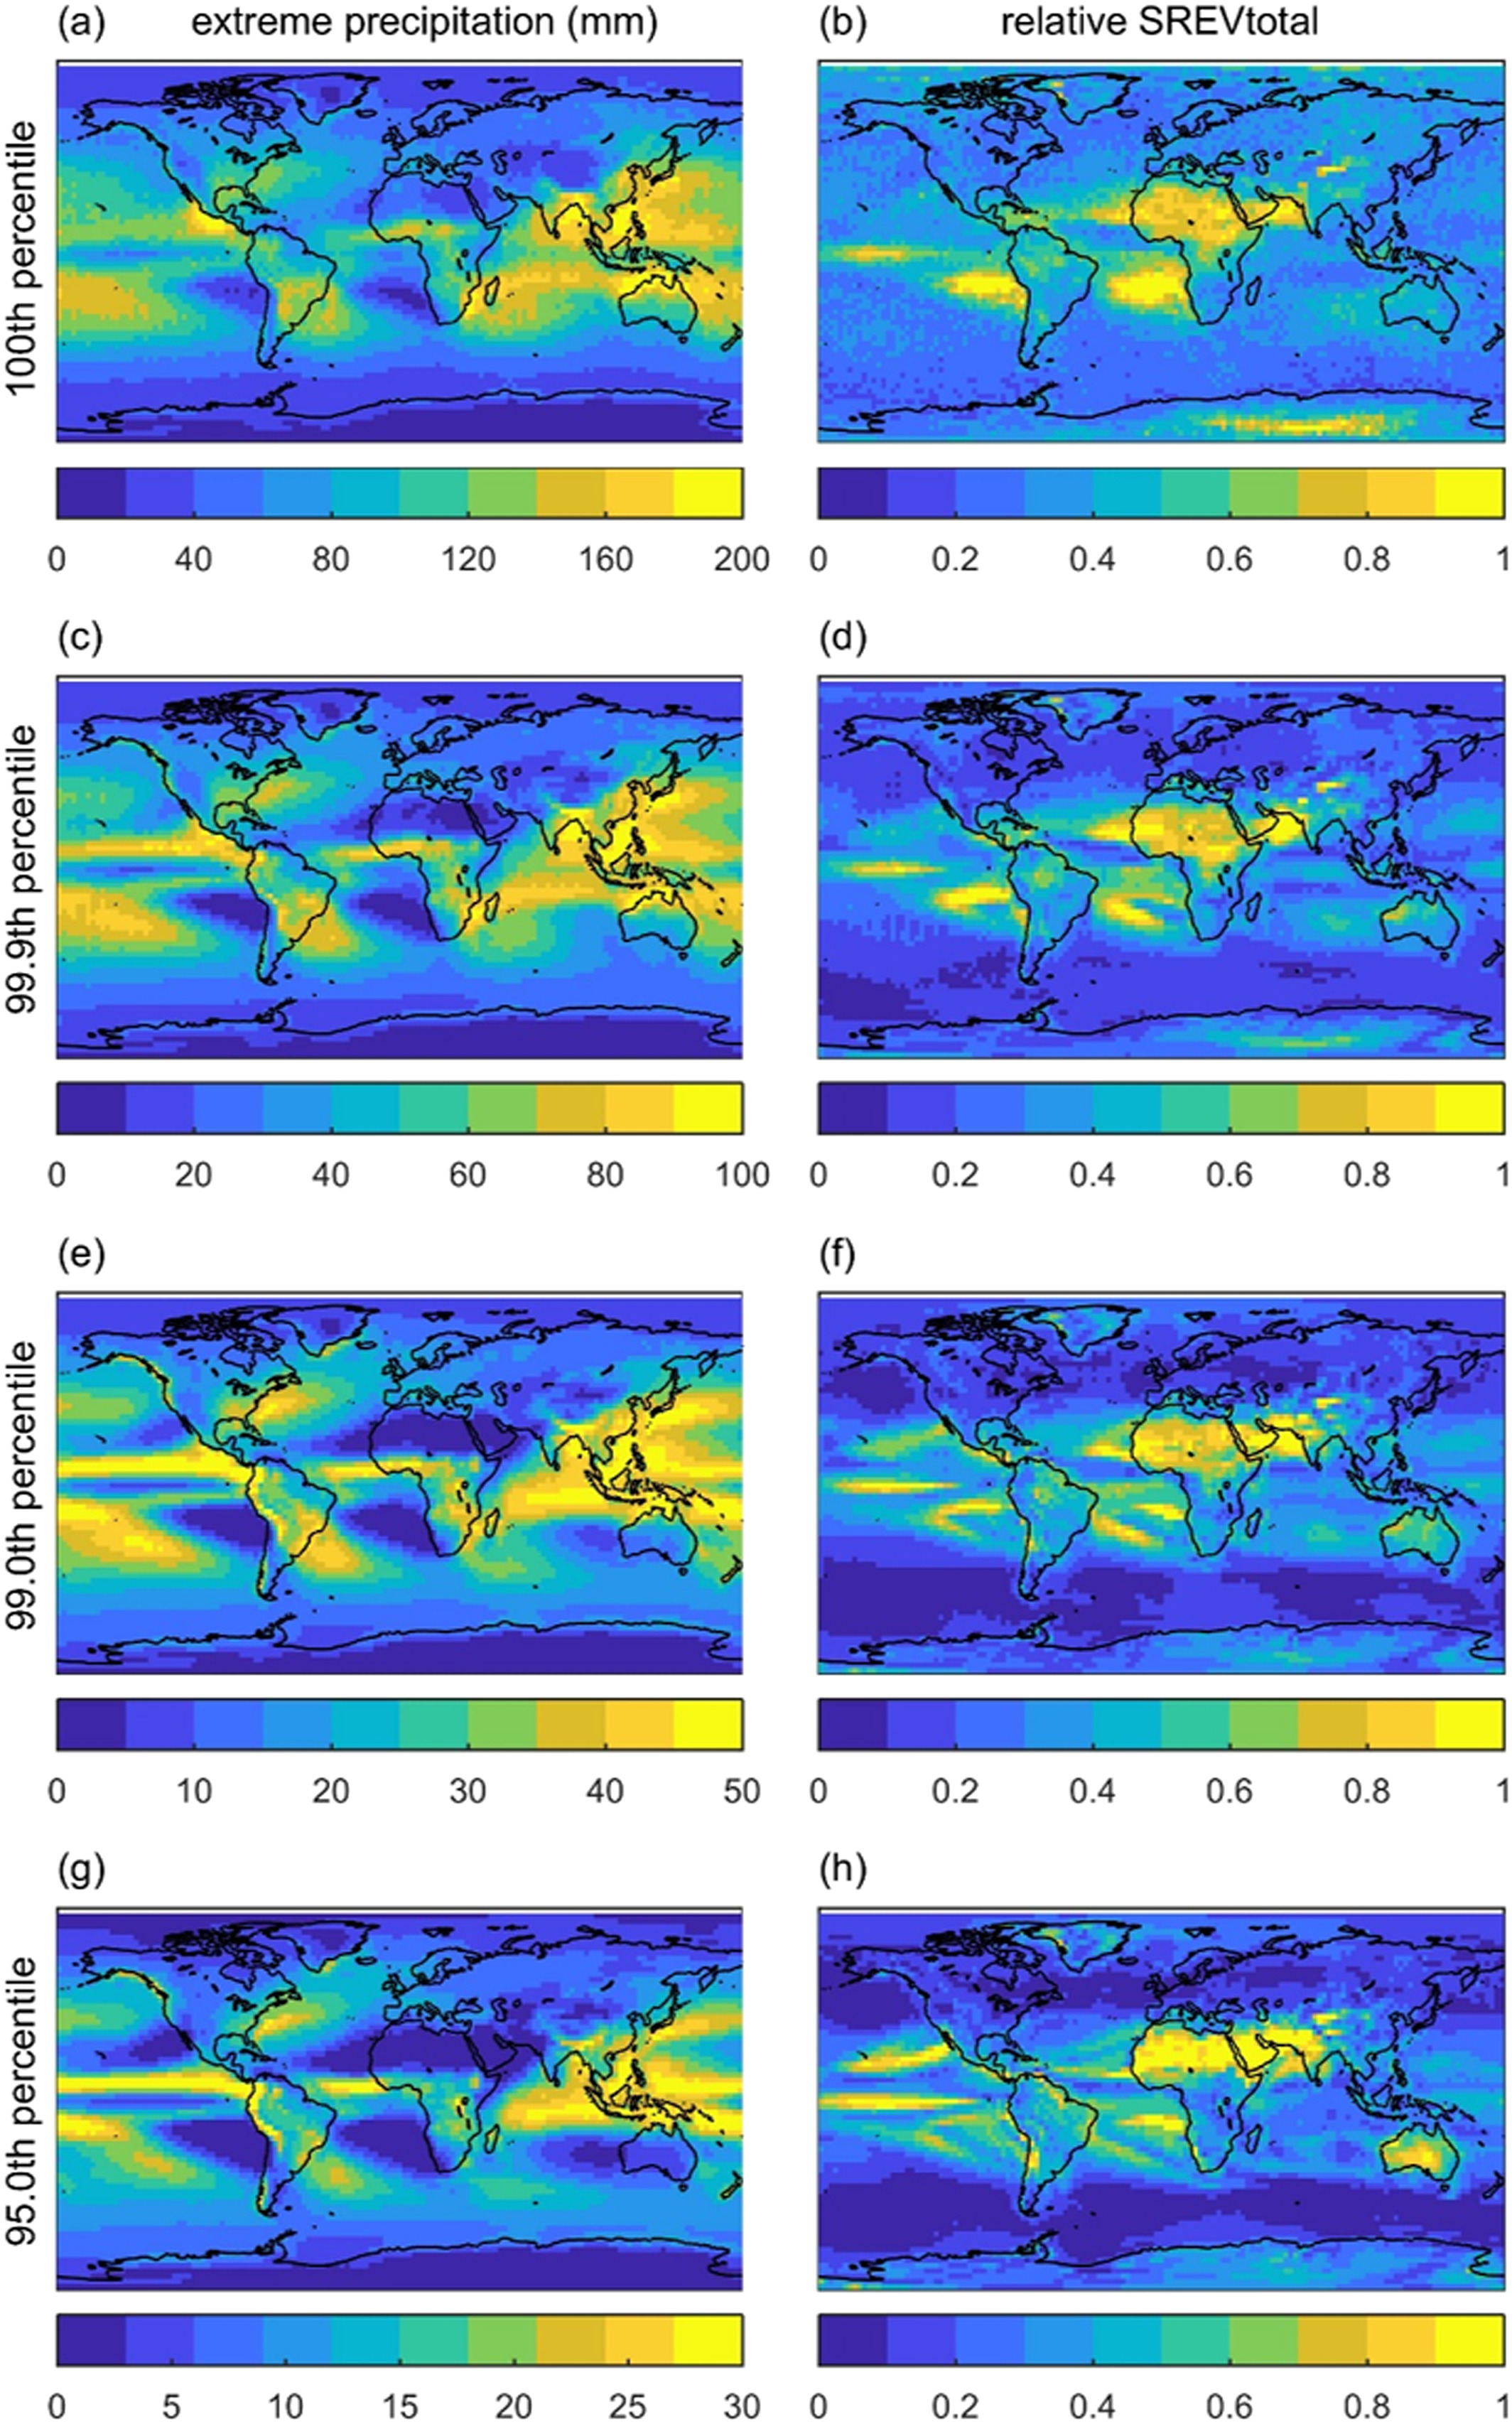 (a) extreme precipitation (mm) (b) relative SREVtotal
100th percentile
0 40 80 120 160 200 0 0.2 0.4 0.6 0.8 1
(c) (d)
99.9th percentile
0 20 40 60 80 100 0 0.2 0.4 0.6 0.8 1
(e) (f)
99.0th percentile
0 10 20 30 40 50 0 0.2 0.4 0.6 0.8 1
(g) (h)
95.0th percentile
0 5 10 15 20 25 30 0 0.2 0.4 0.6 0.8 1